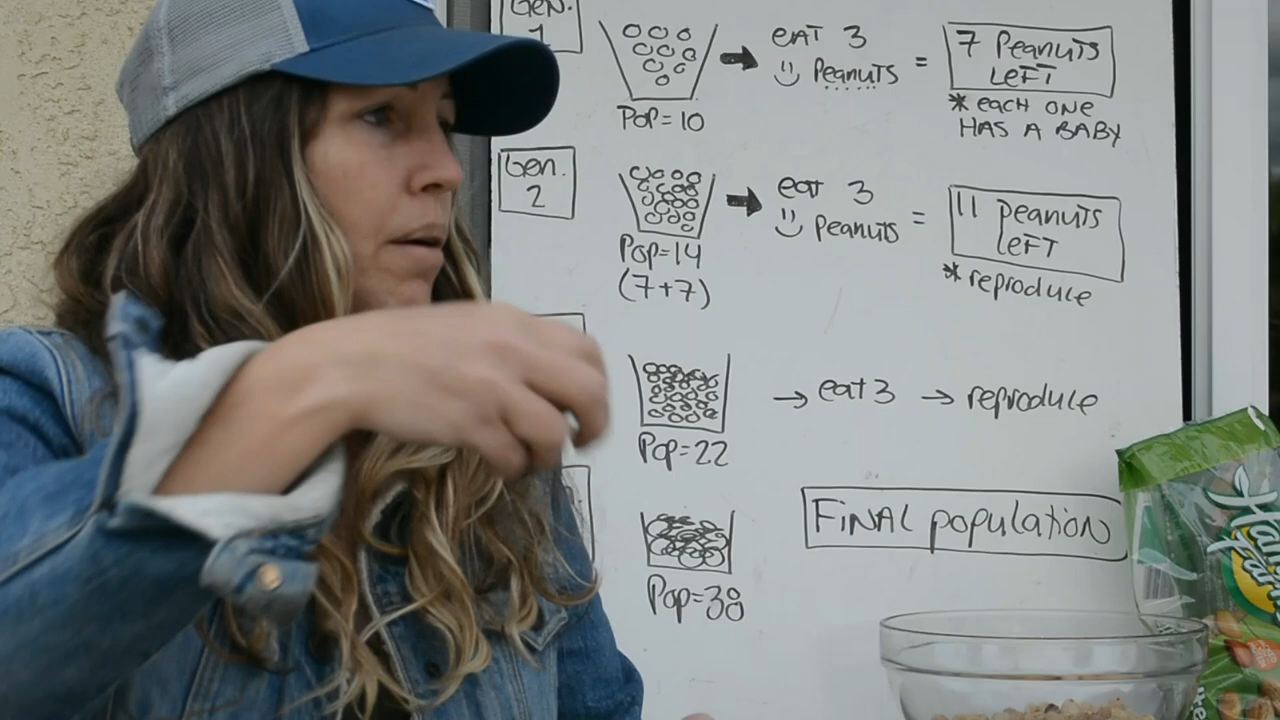 Gen.
1
Pop=10
eAT 3
Peanuts
=
7 Peanuts
LeFT
* each one
HAS A BABY
Gen.
2
Pop=14
(7+7)
eat 3
peanuts
=
11 peanuts
LeFT
* reproduce
Pop=22
→ eat 3 → reproduce
Pop=38
FINAL population